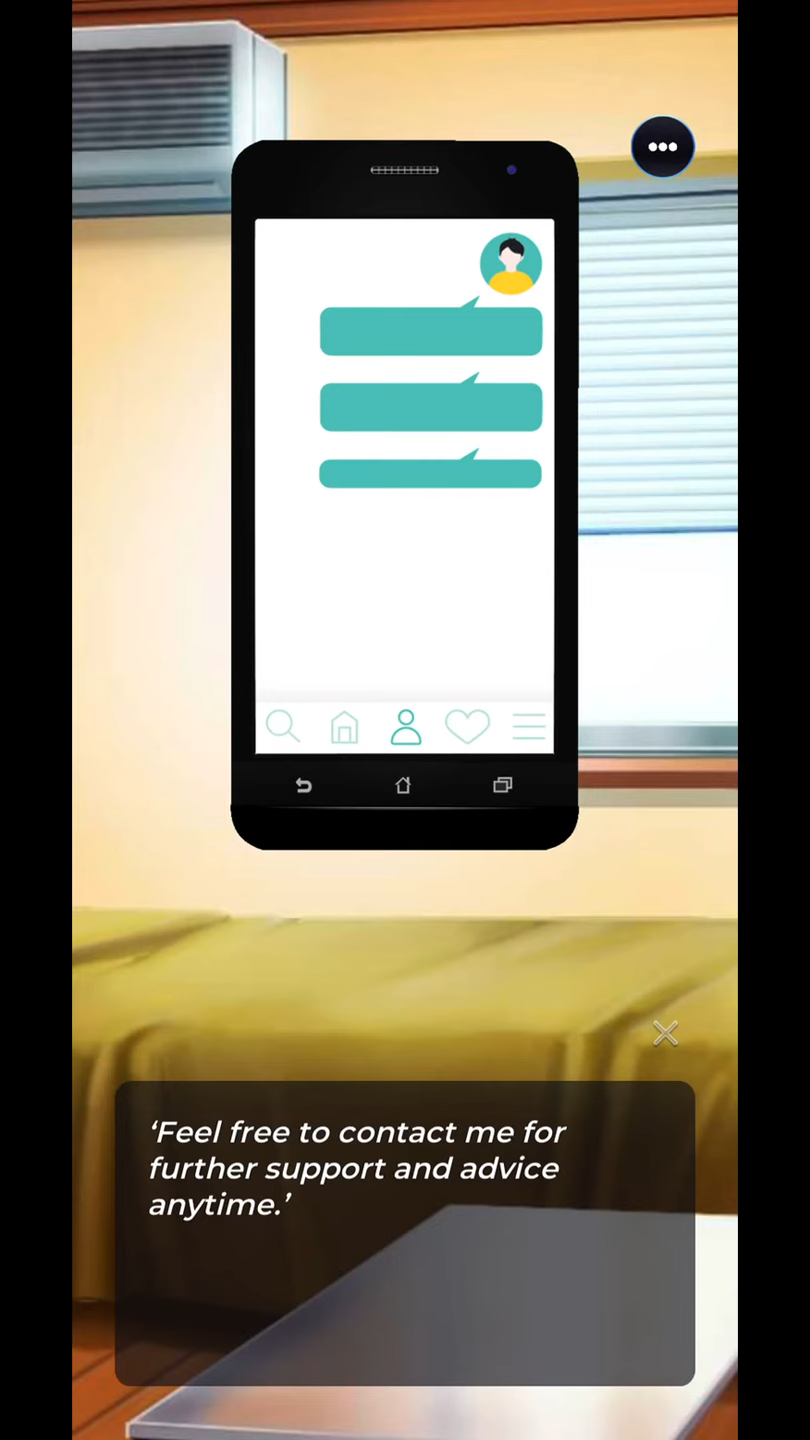 ‘Feel free to contact me for
further support and advice
anytime.’